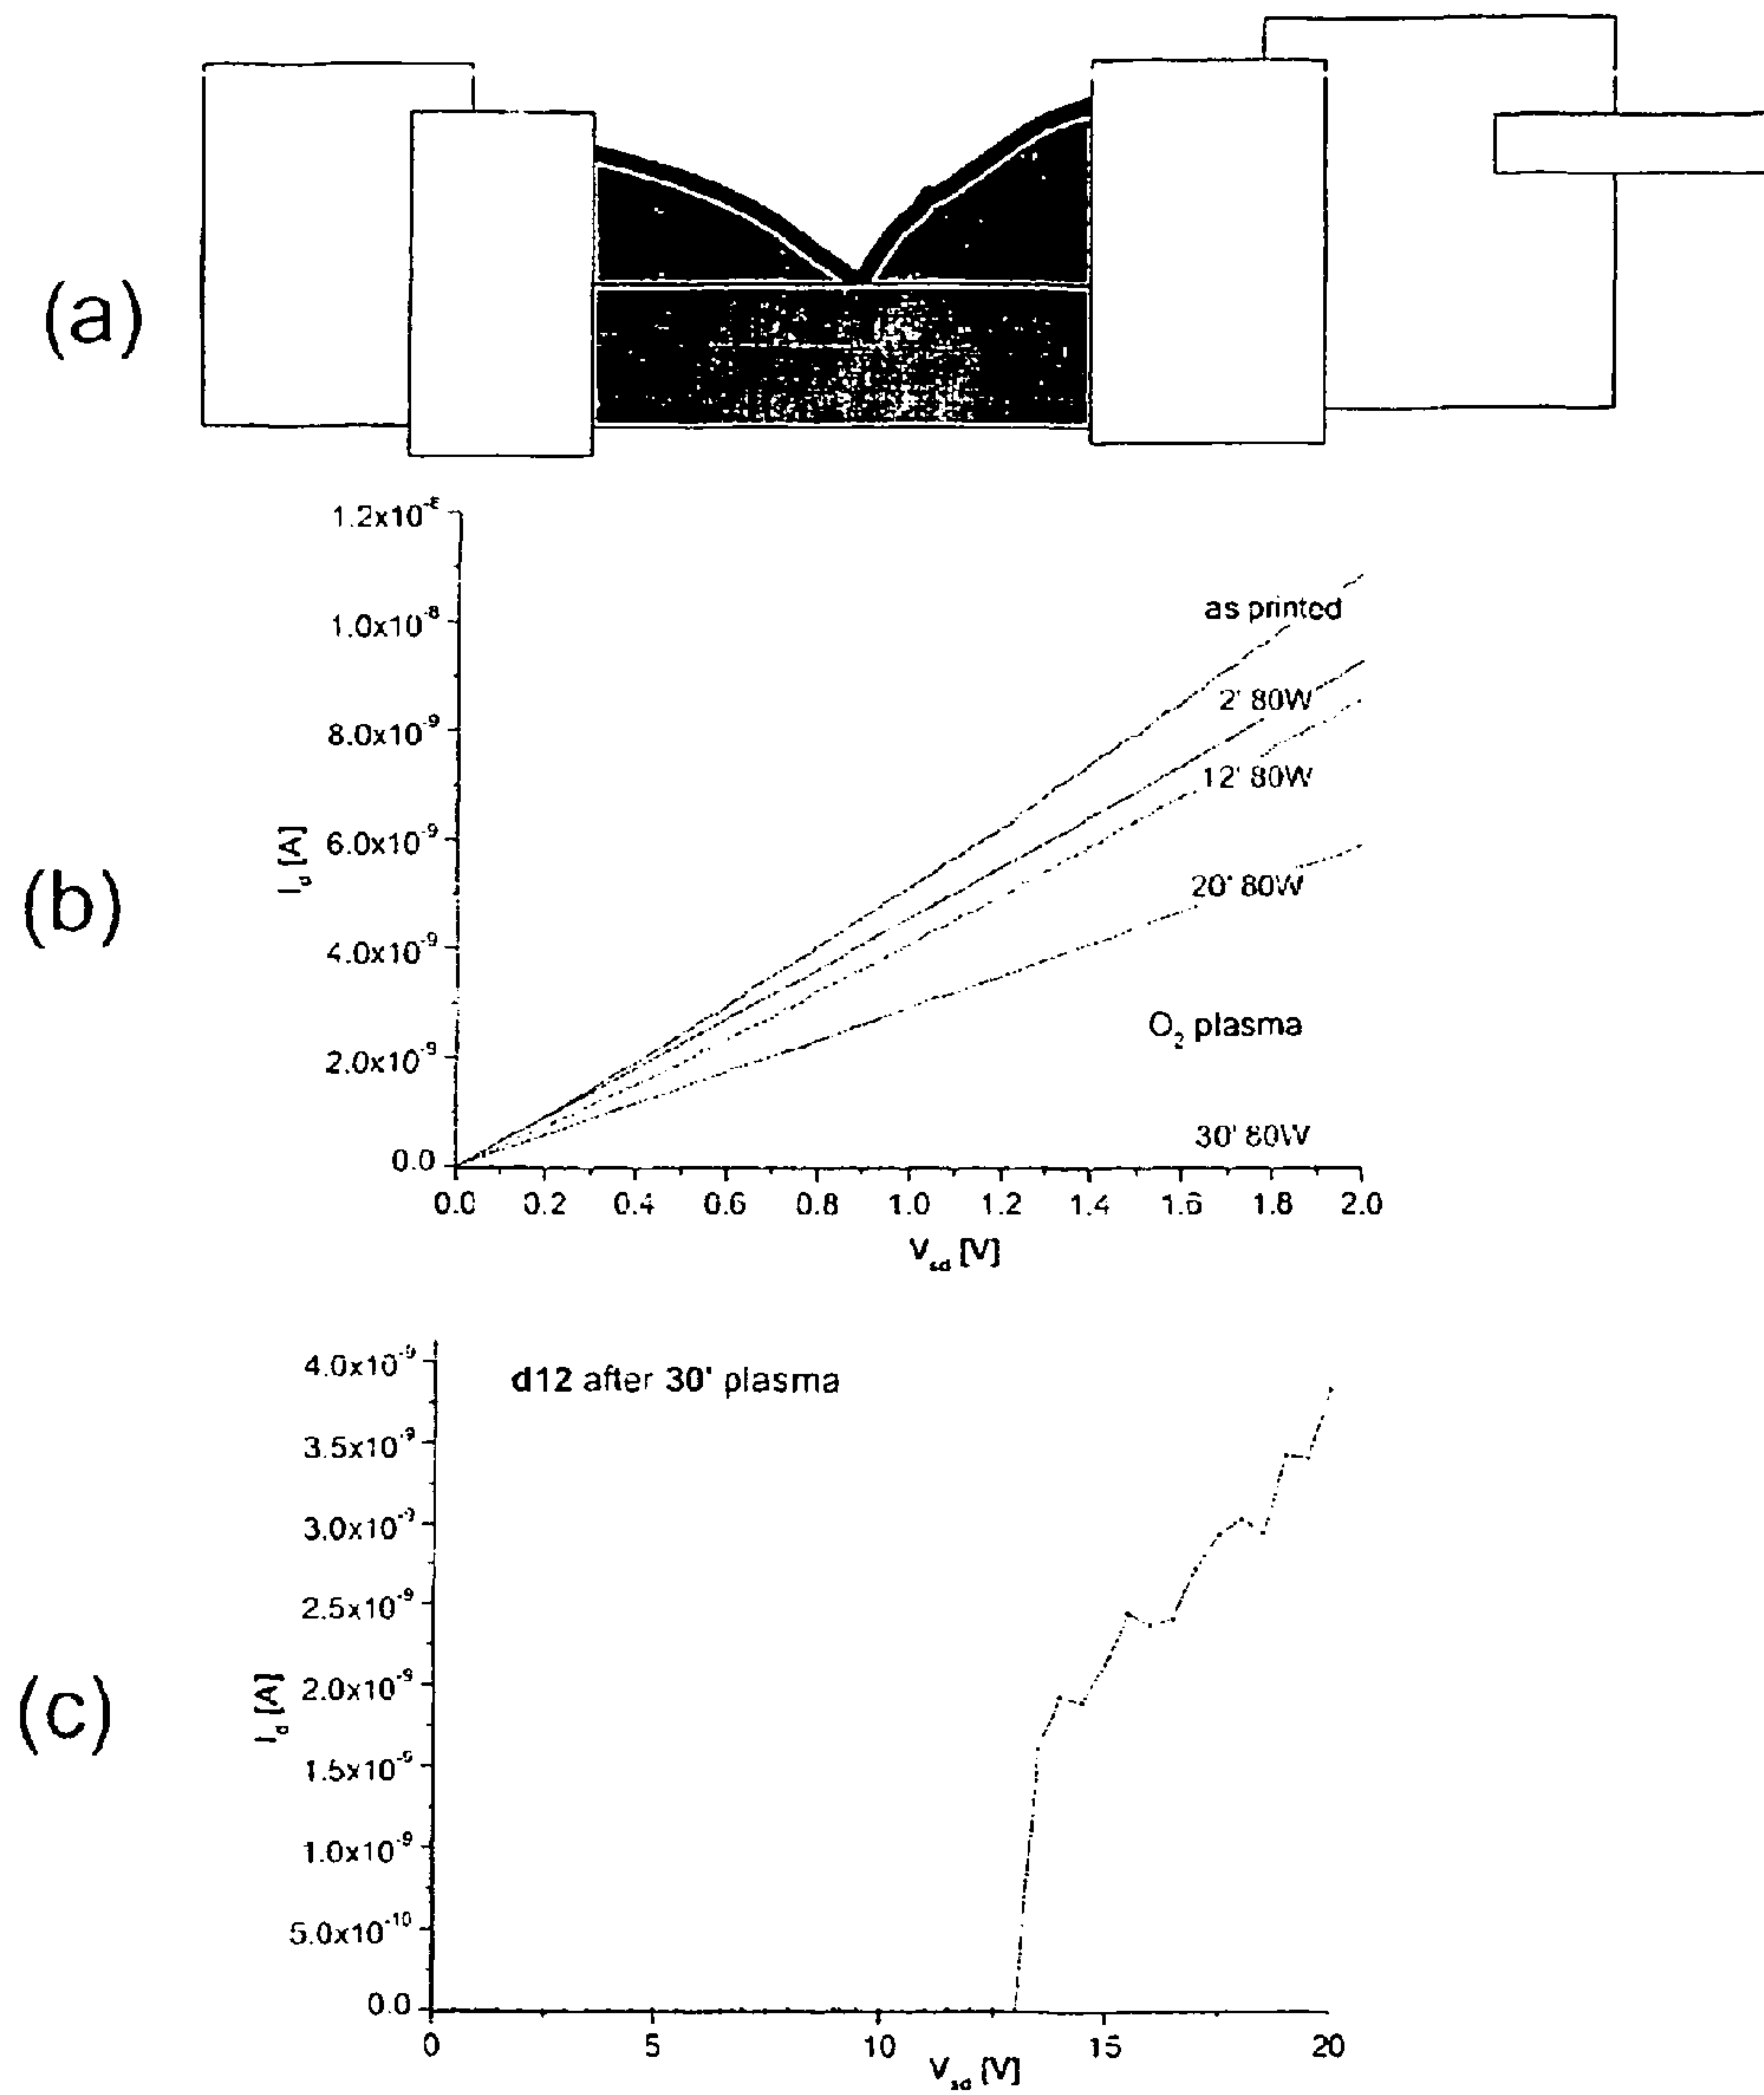 (a)
1.2x10⁻⁸
1.0x10⁻⁸
as printed
2' 80W
8.0x10⁻⁹
12' 80W
(b)
I_d [A]
6.0x10⁻⁹
20' 80W
4.0x10⁻⁹
O₂ plasma
2.0x10⁻⁹
30' 80W
0.0
0.0 0.2 0.4 0.6 0.8 1.0 1.2 1.4 1.6 1.8 2.0
V_sd [V]
4.0x10⁻⁹
d12 after 30' plasma
3.5x10⁻⁹
3.0x10⁻⁹
2.5x10⁻⁹
(c)
I_d [A]
2.0x10⁻⁹
1.5x10⁻⁹
1.0x10⁻⁹
5.0x10⁻¹⁰
0.0
0 5 10 15 20
V_sd [V]